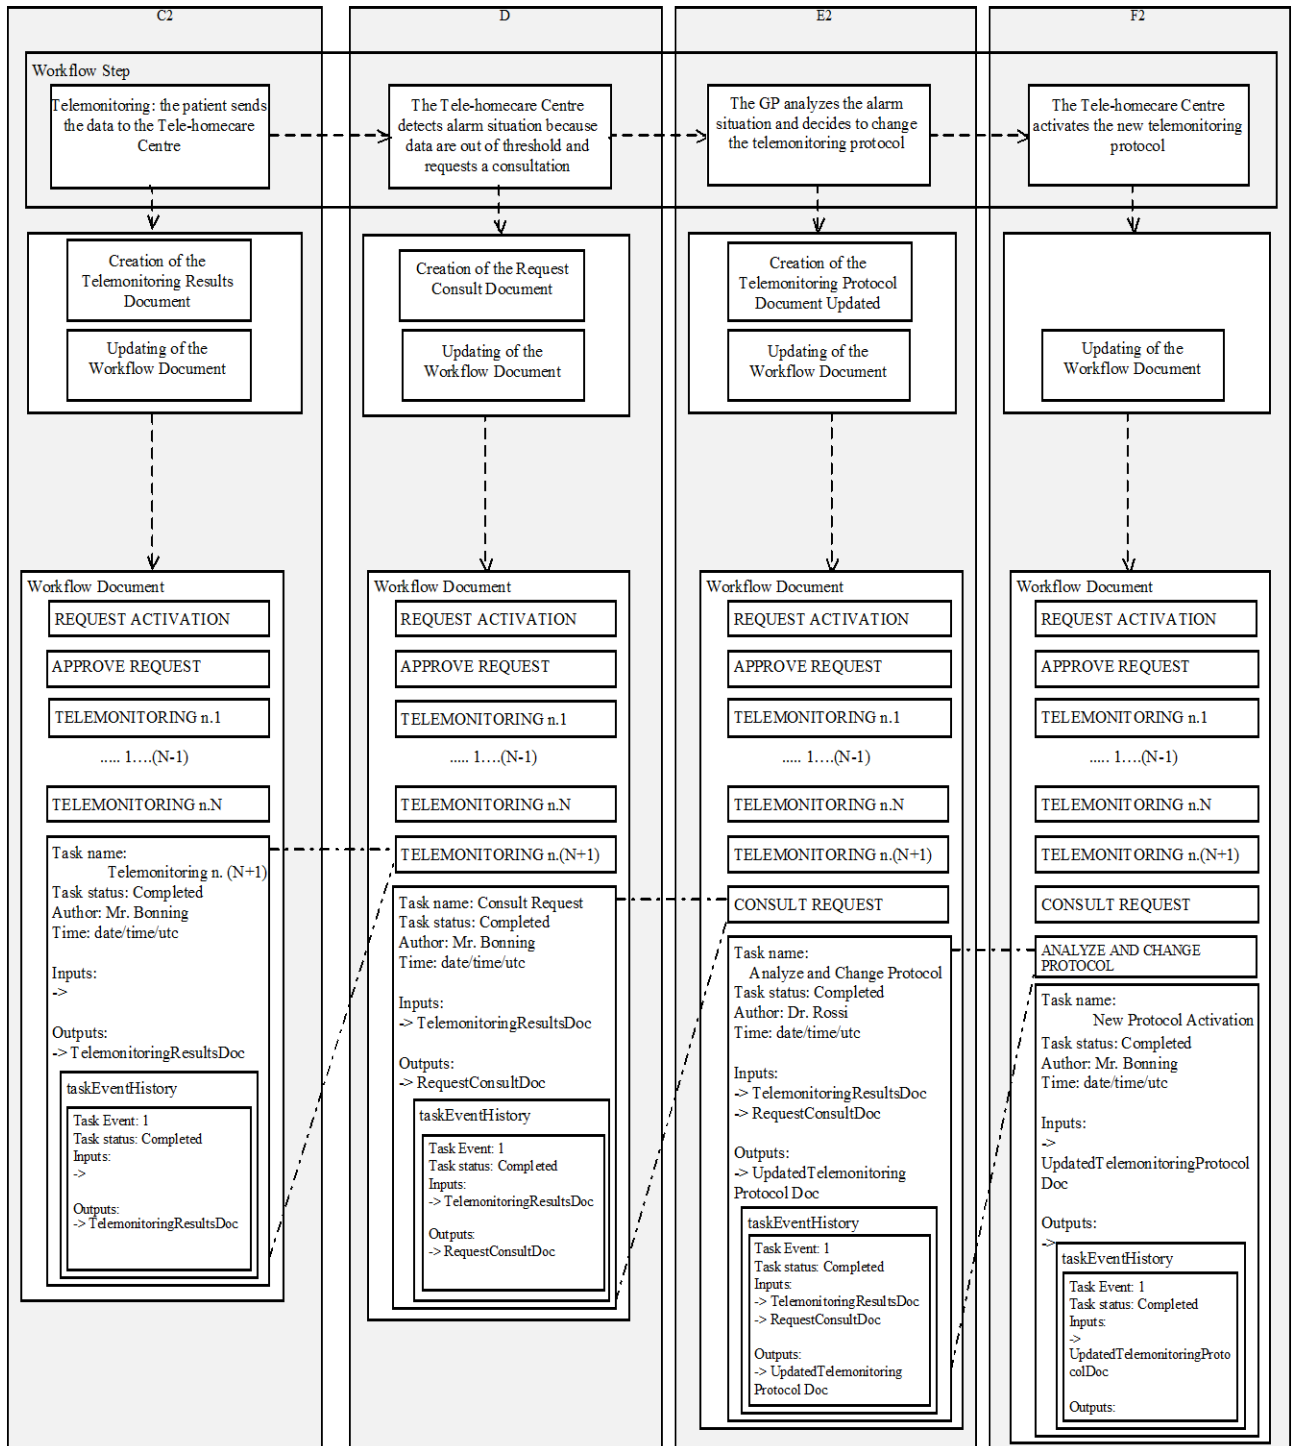 C2
D
E2
F2
Workflow Step
Telemonitoring: the patient sends
the data to the Tele-homecare
Centre
The Tele-homecare Centre
detects alarm situation because
data are out of threshold and
requests a consultation
The GP analyzes the alarm
situation and decides to change
the telemonitoring protocol
The Tele-homecare Centre
activates the new telemonitoring
protocol
Creation of the
Telemonitoring Results
Document
Updating of the
Workflow Document
Creation of the Request
Consult Document
Updating of the
Workflow Document
Creation of the
Telemonitoring Protocol
Document Updated
Updating of the
Workflow Document
Updating of the
Workflow Document
Workflow Document
REQUEST ACTIVATION
APPROVE REQUEST
TELEMONITORING n.1
..... 1....(N-1)
TELEMONITORING n.N
Task name:
Telemonitoring n. (N+1)
Task status: Completed
Author: Mr. Bonning
Time: date/time/utc
Inputs:
->
Outputs:
-> TelemonitoringResultsDoc
taskEventHistory
Task Event: 1
Task status: Completed
Inputs:
->
Outputs:
-> TelemonitoringResultsDoc
Workflow Document
REQUEST ACTIVATION
APPROVE REQUEST
TELEMONITORING n.1
..... 1....(N-1)
TELEMONITORING n.N
TELEMONITORING n.(N+1)
Task name: Consult Request
Task status: Completed
Author: Mr. Bonning
Time: date/time/utc
Inputs:
-> TelemonitoringResultsDoc
Outputs:
-> RequestConsultDoc
taskEventHistory
Task Event: 1
Task status: Completed
Inputs:
-> TelemonitoringResultsDoc
Outputs:
-> RequestConsultDoc
Workflow Document
REQUEST ACTIVATION
APPROVE REQUEST
TELEMONITORING n.1
..... 1....(N-1)
TELEMONITORING n.N
TELEMONITORING n.(N+1)
CONSULT REQUEST
Task name:
Analyze and Change Protocol
Task status: Completed
Author: Dr. Rossi
Time: date/time/utc
Inputs:
-> TelemonitoringResultsDoc
-> RequestConsultDoc
Outputs:
-> UpdatedTelemonitoring
Protocol Doc
taskEventHistory
Task Event: 1
Task status: Completed
Inputs:
-> TelemonitoringResultsDoc
-> RequestConsultDoc
Outputs:
-> UpdatedTelemonitoring
Protocol Doc
Workflow Document
REQUEST ACTIVATION
APPROVE REQUEST
TELEMONITORING n.1
..... 1....(N-1)
TELEMONITORING n.N
TELEMONITORING n.(N+1)
CONSULT REQUEST
ANALYZE AND CHANGE
PROTOCOL
Task name:
New Protocol Activation
Task status: Completed
Author: Mr. Bonning
Time: date/time/utc
Inputs:
->
UpdatedTelemonitoringProtocol
Doc
Outputs:
->
taskEventHistory
Task Event: 1
Task status: Completed
Inputs:
->
UpdatedTelemonitoringProto
colDoc
Outputs: